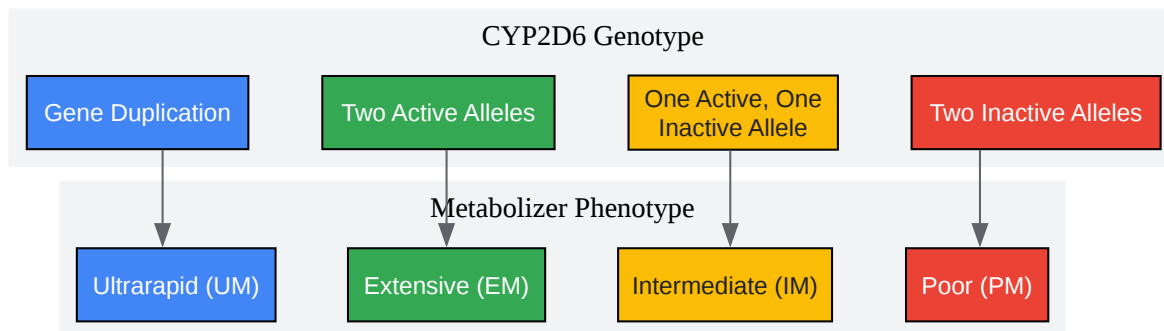 CYP2D6 Genotype
Gene Duplication
Two Active Alleles
One Active, One
Inactive Allele
Two Inactive Alleles
Metabolizer Phenotype
Ultrarapid (UM)
Extensive (EM)
Intermediate (IM)
Poor (PM)